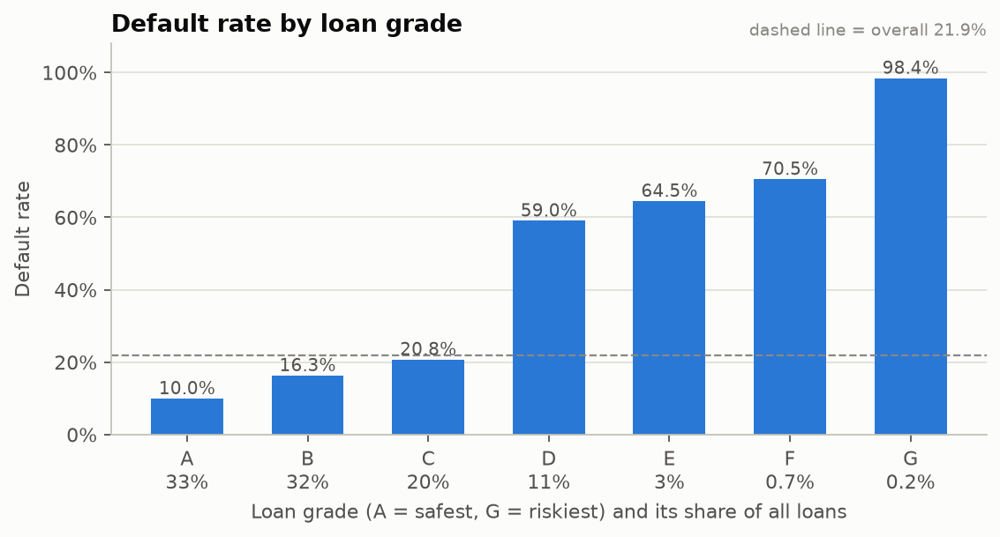 Default rate by loan grade
dashed line = overall 21.9%
Default rate
100%
80%
60%
40%
20%
0%
10.0%
16.3%
20.8%
59.0%
64.5%
70.5%
98.4%
A B C D E F G
33% 32% 20% 11% 3% 0.7% 0.2%
Loan grade (A = safest, G = riskiest) and its share of all loans